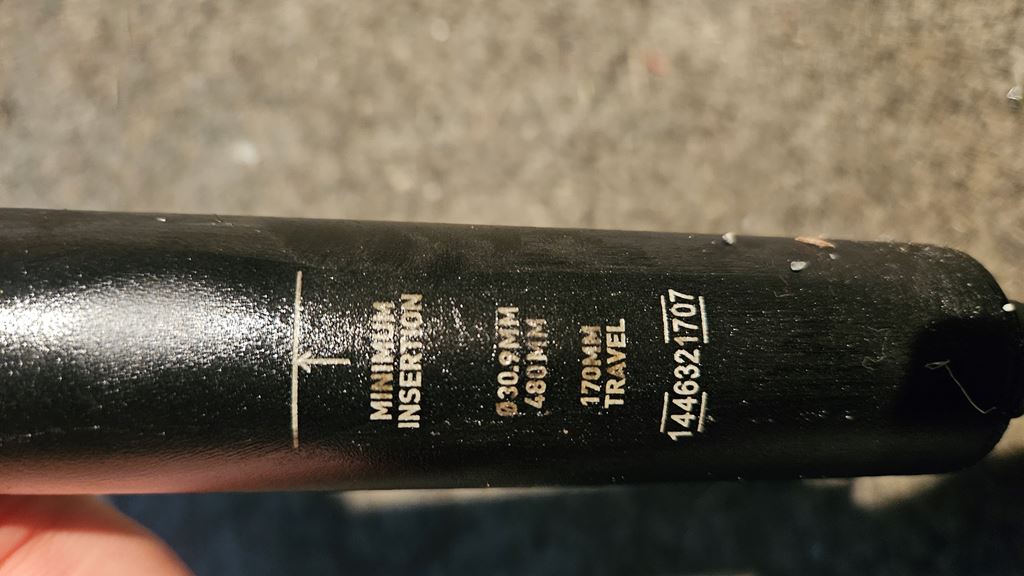 MINIMUM
INSERTION
Ø30.9MM
480MM
170MM
TRAVEL
1446321707